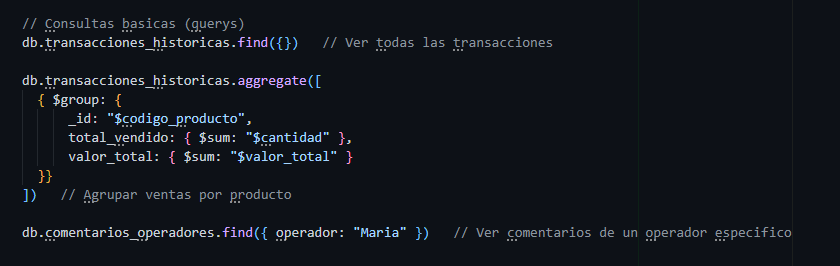 // Consultas basicas (querys)
db.transacciones_historicas.find({})   // Ver todas las transacciones
db.transacciones_historicas.aggregate([
  { $group: {
      _id: "$codigo_producto",
      total_vendido: { $sum: "$cantidad" },
      valor_total: { $sum: "$valor_total" }
  }}
])   // Agrupar ventas por producto
db.comentarios_operadores.find({ operador: "Maria" })   // Ver comentarios de un operador especifico